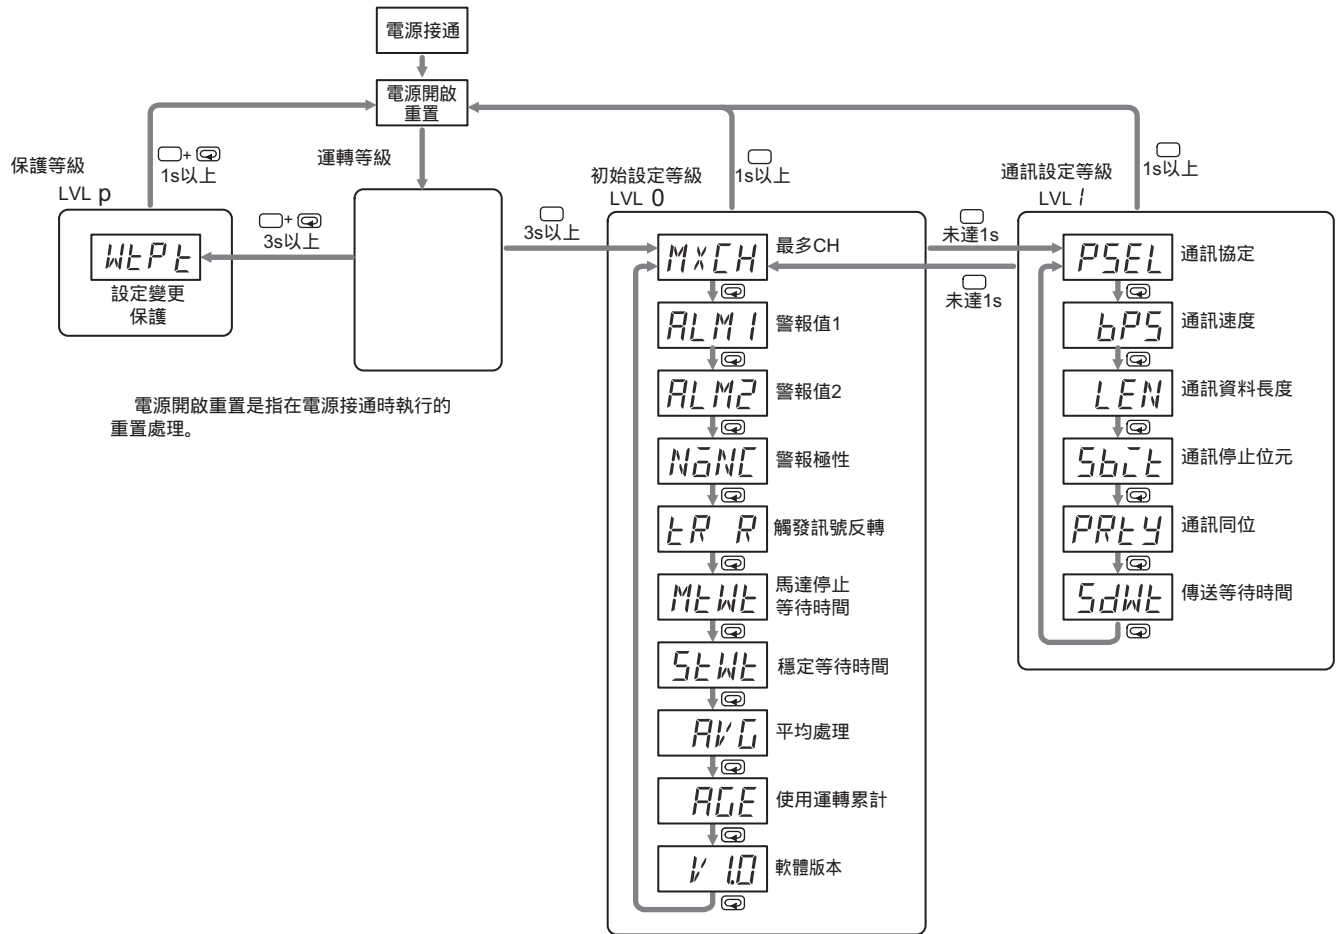 電源接通
電源開啟
重置
保護等級
LVL p
+
1s以上
運轉等級
+
3s以上
WtPt
設定變更
保護
電源開啟重置是指在電源接通時執行的
重置處理。
3s以上
初始設定等級
LVL 0
1s以上
MXCH
最多CH
ALM1
警報值1
ALM2
警報值2
NoNC
警報極性
tR R
觸發訊號反轉
MtWt
馬達停止
等待時間
StWt
穩定等待時間
AVG
平均處理
AGE
使用運轉累計
V 1.0
軟體版本
未達1s
未達1s
通訊設定等級
LVL 1
1s以上
PSEL
通訊協定
bPS
通訊速度
LEN
通訊資料長度
Sbit
通訊停止位元
PRtY
通訊同位
SdWt
傳送等待時間